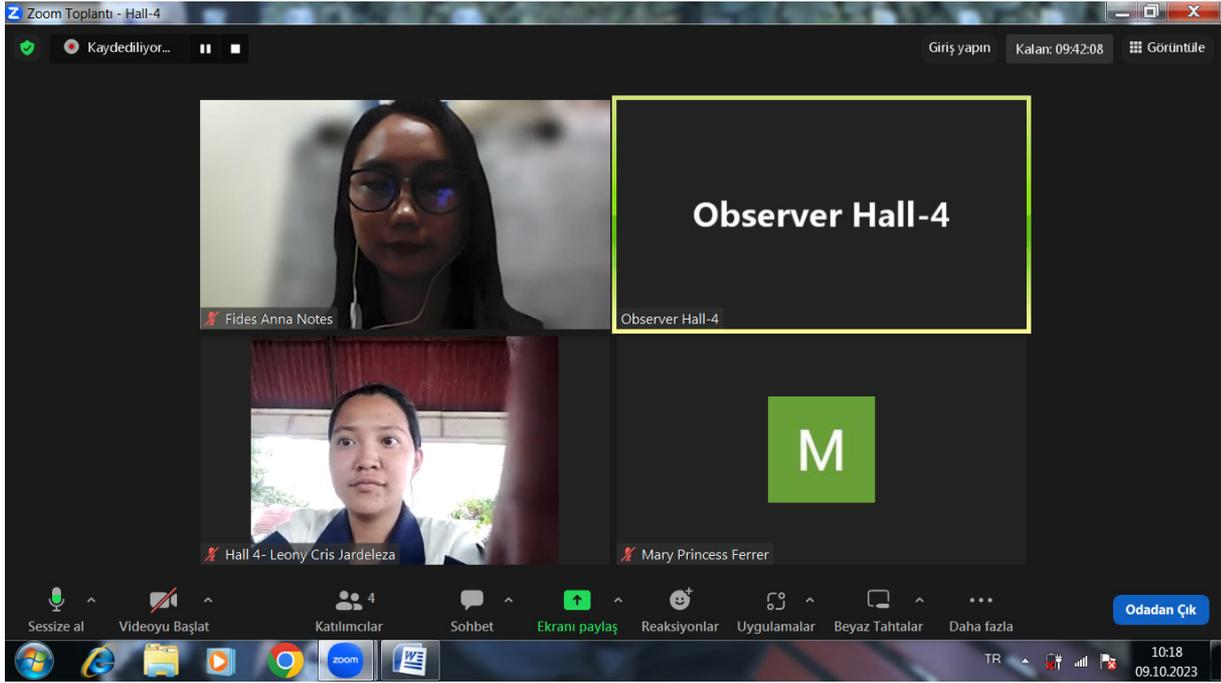 Zoom Toplantı - Hall-4
Kaydediliyor...
Giriş yapın
Kalan: 09:42:08
Görüntüle
Observer Hall-4
Fides Anna Notes
Observer Hall-4
M
Hall 4- Leony Cris Jardeleza
Mary Princess Ferrer
4
Sessize al
Videoyu Başlat
Katılımcılar
Sohbet
Ekranı paylaş
Reaksiyonlar
Uygulamalar
Beyaz Tahtalar
Daha fazla
Odadan Çık
zoom
W
TR
10:18
09.10.2023